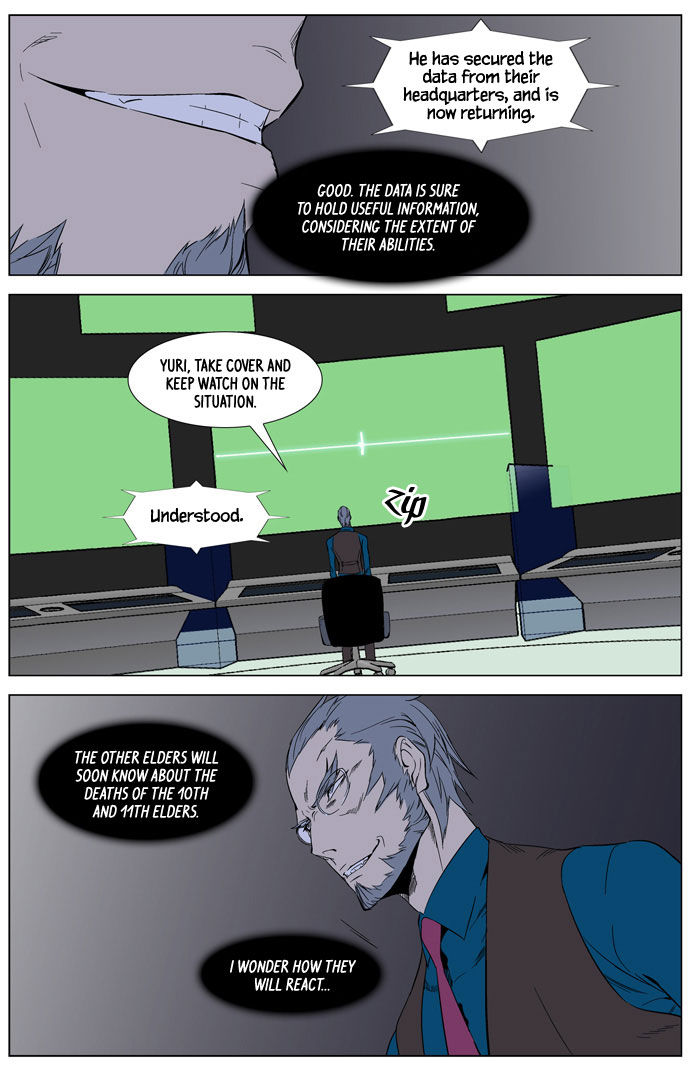 He has secured the
data from their
headquarters, and is
now returning.
GOOD. THE DATA IS SURE
TO HOLD USEFUL INFORMATION,
CONSIDERING THE EXTENT OF
THEIR ABILITIES.
YURI, TAKE COVER AND
KEEP WATCH ON THE
SITUATION.
Understood.
Zip
THE OTHER ELDERS WILL
SOON KNOW ABOUT THE
DEATHS OF THE 10TH
AND 11TH ELDERS.
I WONDER HOW THEY
WILL REACT...